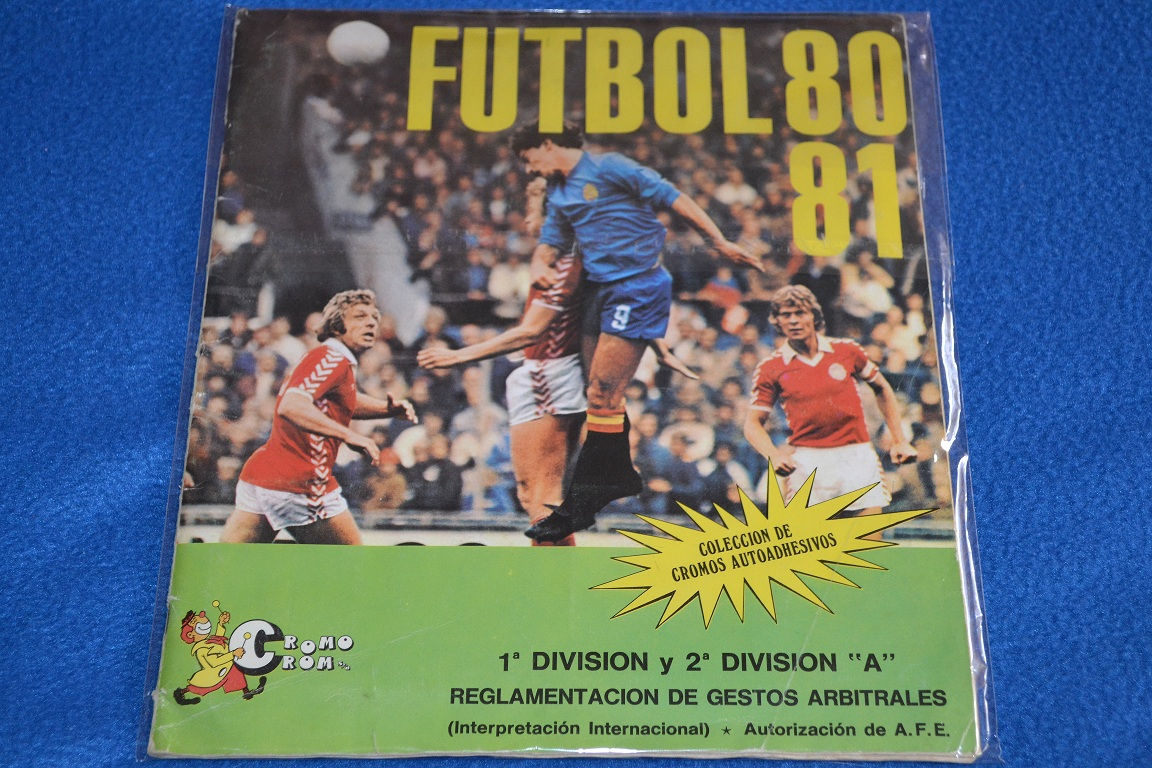 FUTBOL 80
81
9
COLECCION DE
CROMOS AUTOADHESIVOS
CROMO
CROM
1ª DIVISION y 2ª DIVISION "A"
REGLAMENTACION DE GESTOS ARBITRALES
(Interpretación Internacional) ★ Autorización de A.F.E.